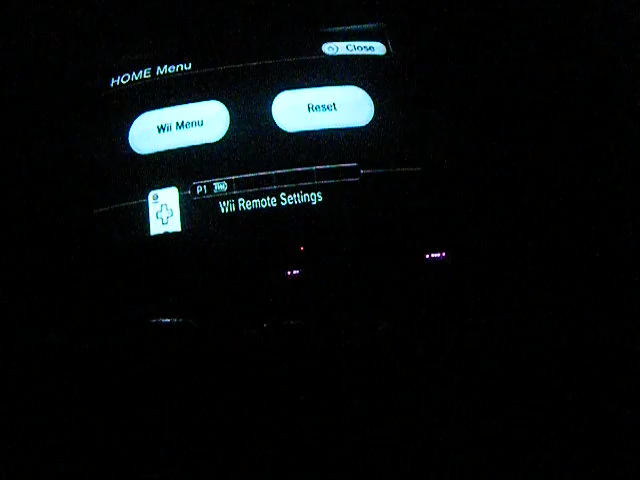 HOME Menu
Close
Wii Menu
Reset
P1
Wii Remote Settings